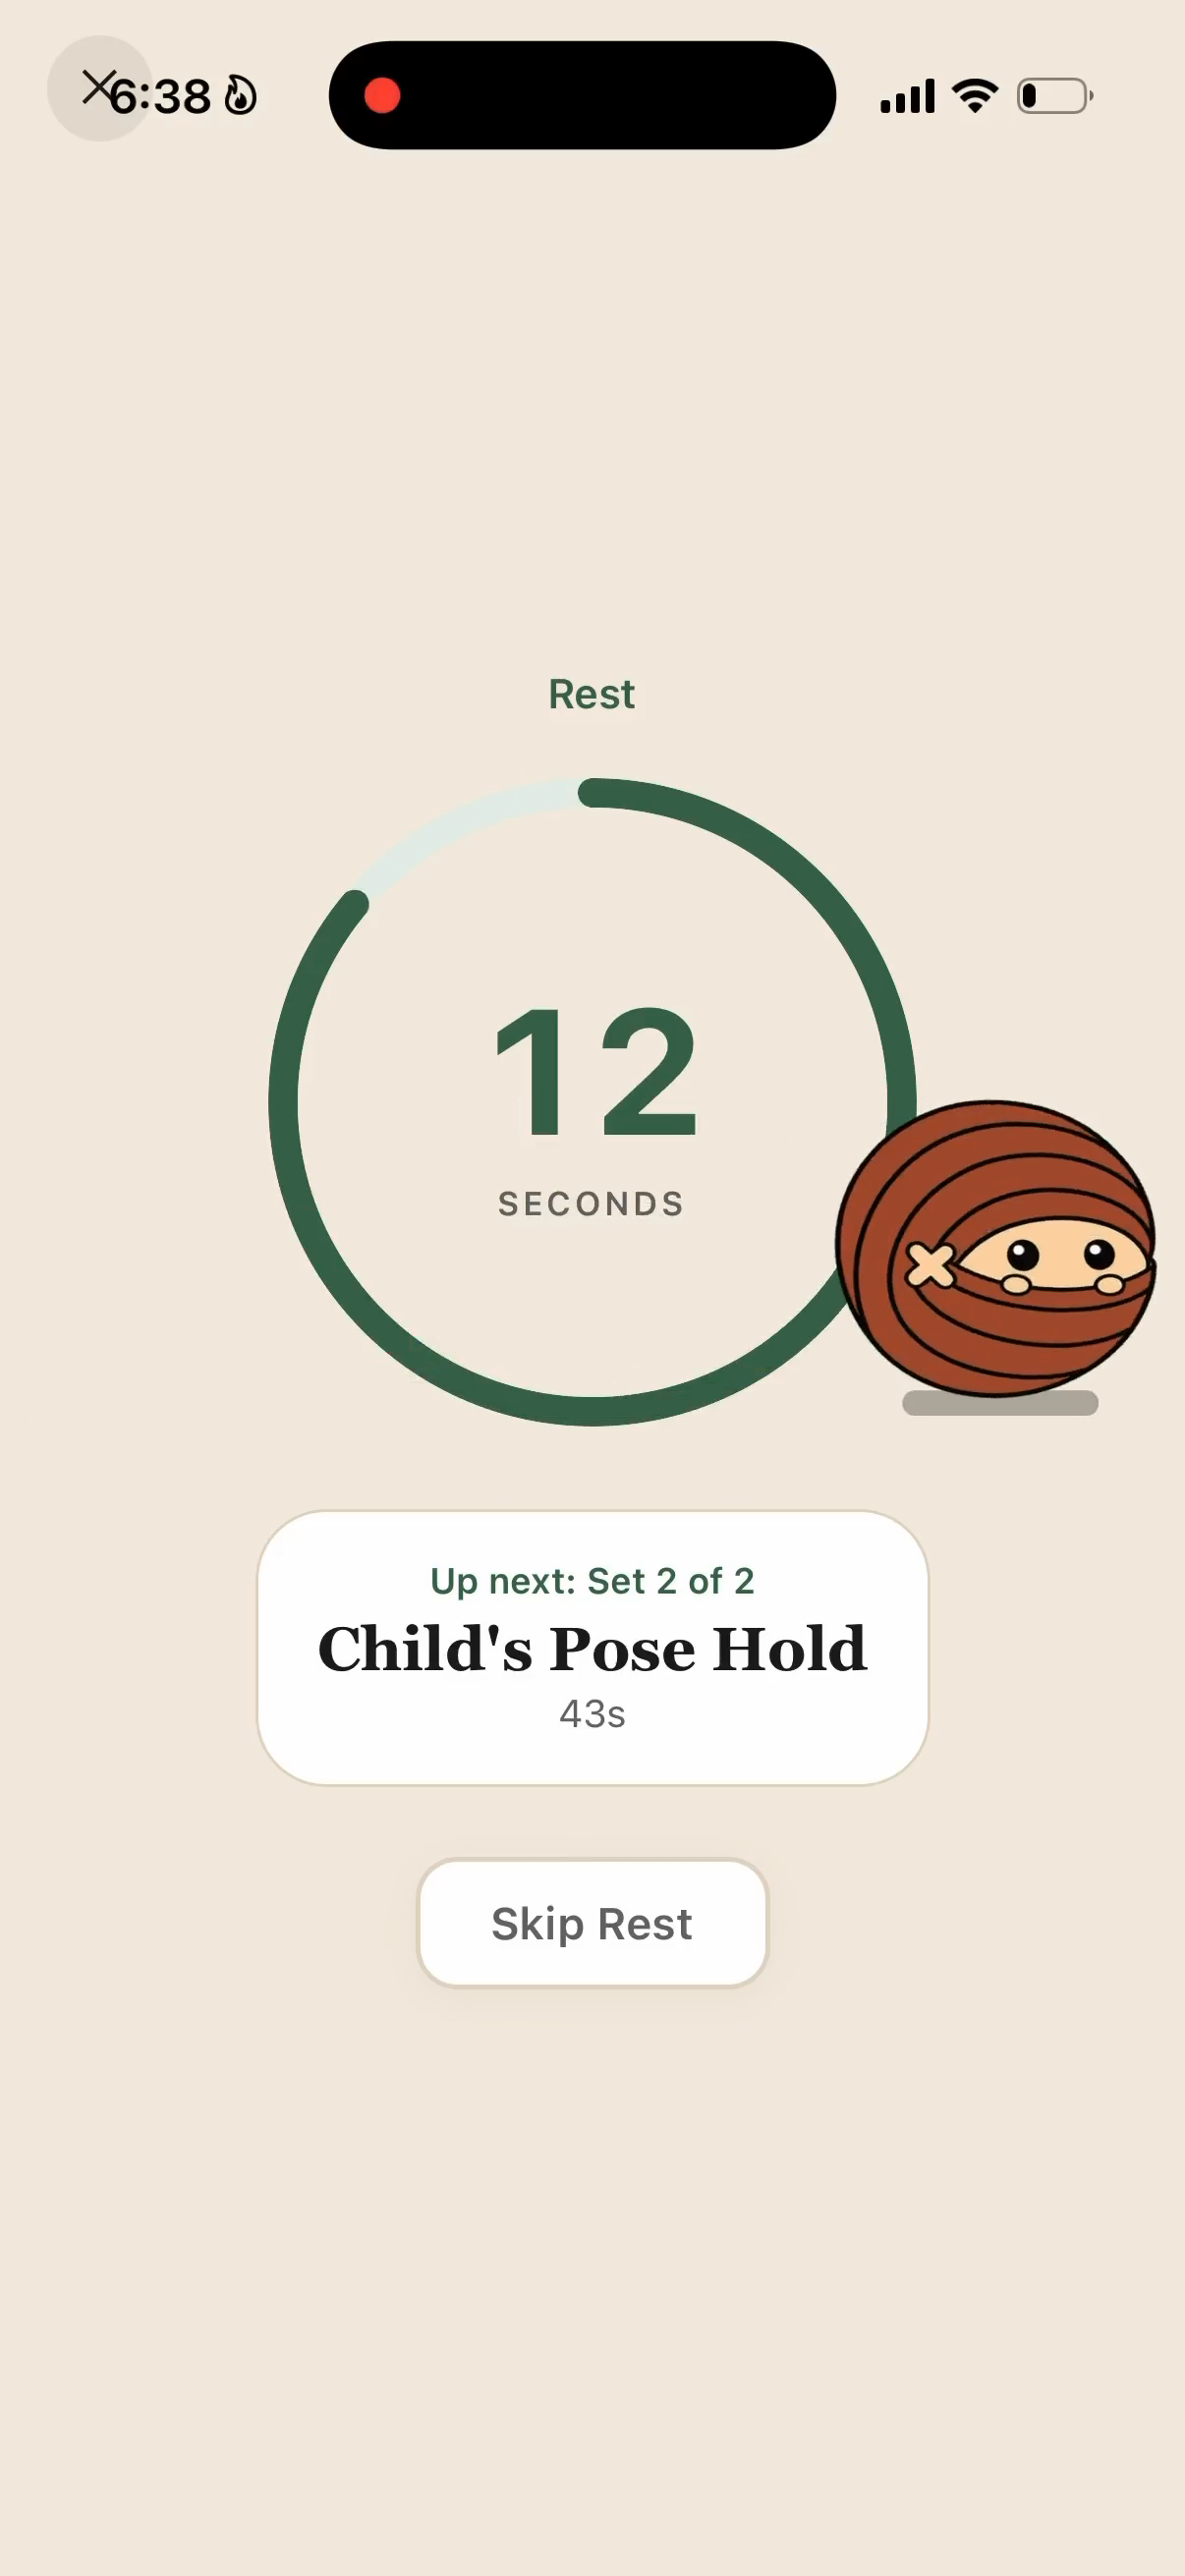 6:38
Rest
12
SECONDS
Up next: Set 2 of 2
Child's Pose Hold
43s
Skip Rest